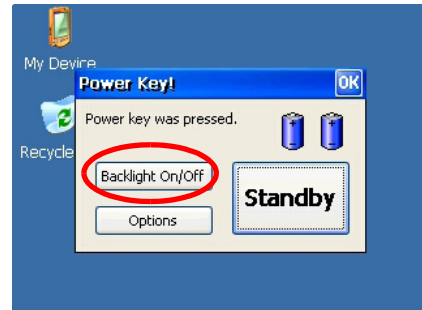 My Device
Power Key!
OK
Power key was pressed.
Recycle
Backlight On/Off
Standby
Options